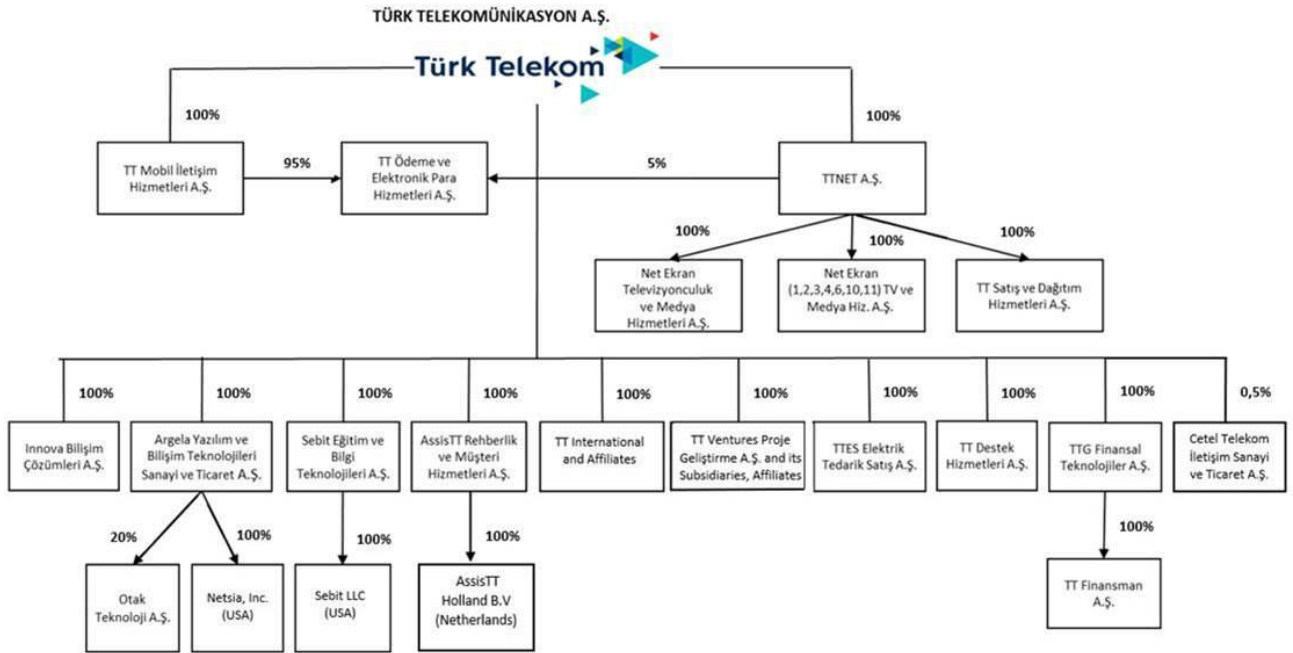 TÜRK TELEKOMÜNİKASYON A.Ş.
Türk Telekom
100%
100%
TT Mobil İletişim
Hizmetleri A.Ş.
95%
TT Ödeme ve
Elektronik Para
Hizmetleri A.Ş.
5%
TTNET A.Ş.
100%
100%
100%
Net Ekran
Televizyonculuk
ve Medya
Hizmetleri A.Ş.
Net Ekran
(1,2,3,4,6,10,11) TV ve
Medya Hiz. A.Ş.
TT Satış ve Dağıtım
Hizmetleri A.Ş.
100%
100%
100%
100%
100%
100%
100%
100%
100%
0,5%
Innova Bilişim
Çözümleri A.Ş.
Argela Yazılım ve
Bilişim Teknolojileri
Sanayi ve Ticaret A.Ş.
Sebit Eğitim ve
Bilgi
Teknolojileri A.Ş.
AssisTT Rehberlik
ve Müşteri
Hizmetleri A.Ş.
TT International
and Affiliates
TT Ventures Proje
Geliştirme A.Ş. and its
Subsidiaries, Affiliates
TTES Elektrik
Tedarik Satış A.Ş.
TT Destek
Hizmetleri A.Ş.
TTG Finansal
Teknolojiler A.Ş.
Cetel Telekom
İletişim Sanayi
ve Ticaret A.Ş.
20%
100%
100%
100%
100%
Otak
Teknoloji A.Ş.
Netsia, Inc.
(USA)
Sebit LLC
(USA)
AssisTT
Holland B.V
(Netherlands)
TT Finansman
A.Ş.